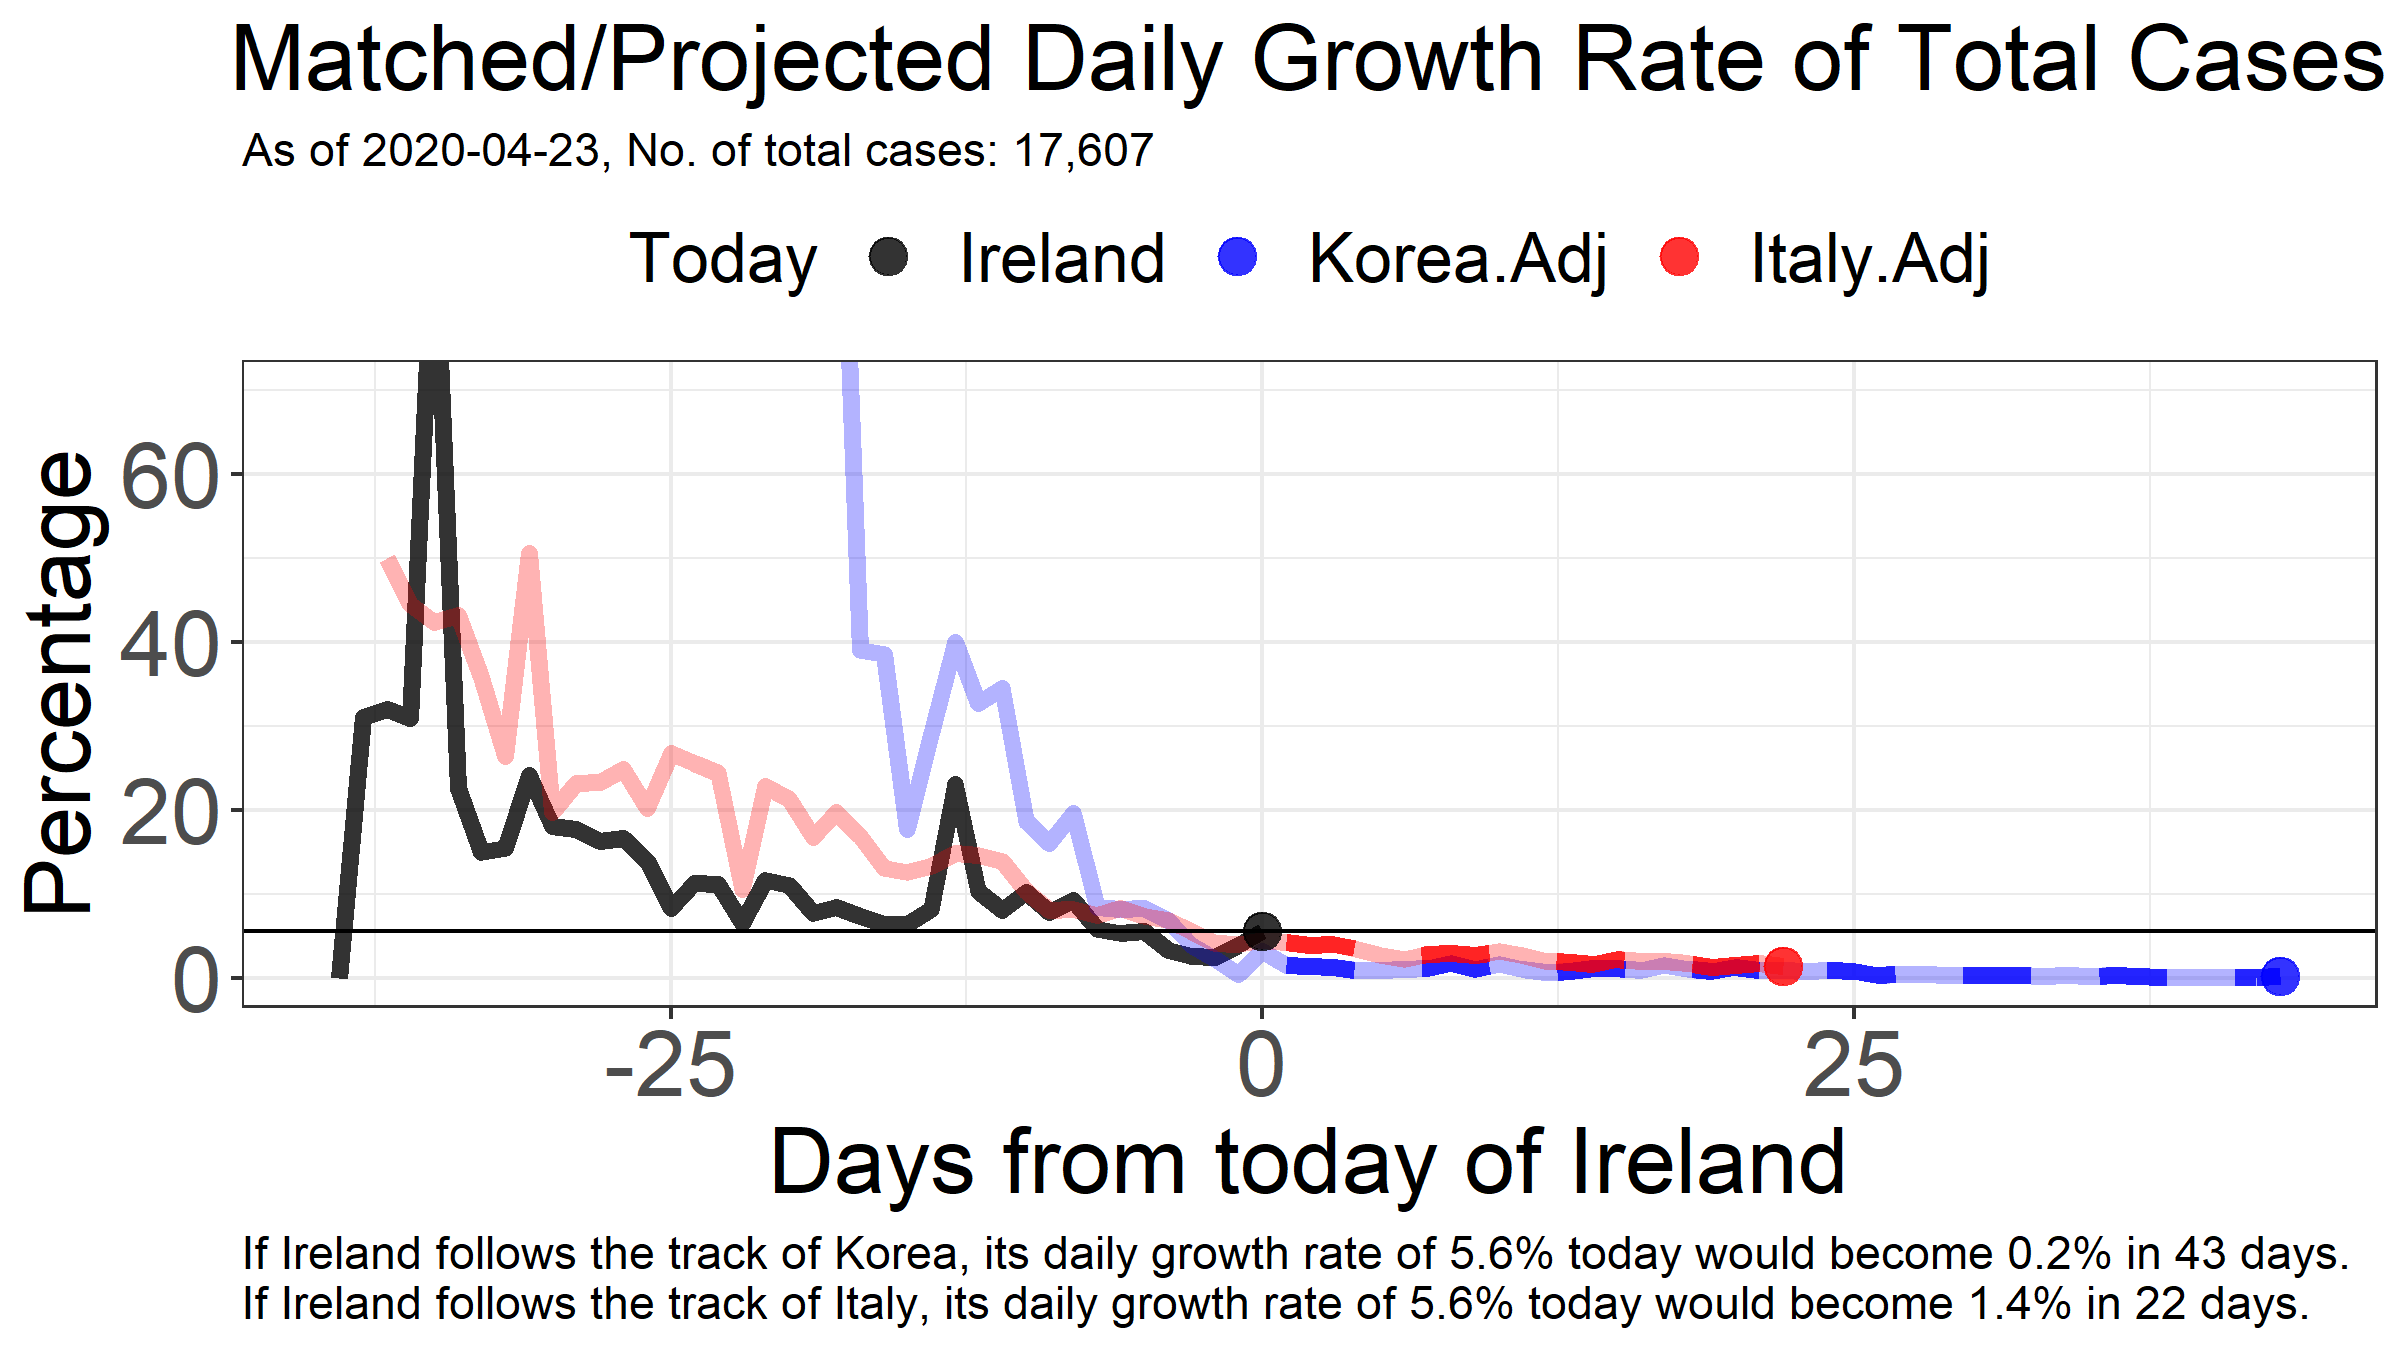 Matched/Projected Daily Growth Rate of Total Cases
As of 2020-04-23, No. of total cases: 17,607
Today Ireland Korea.Adj Italy.Adj
Percentage
60
40
20
0
-25 0 25
Days from today of Ireland
If Ireland follows the track of Korea, its daily growth rate of 5.6% today would become 0.2% in 43 days.
If Ireland follows the track of Italy, its daily growth rate of 5.6% today would become 1.4% in 22 days.